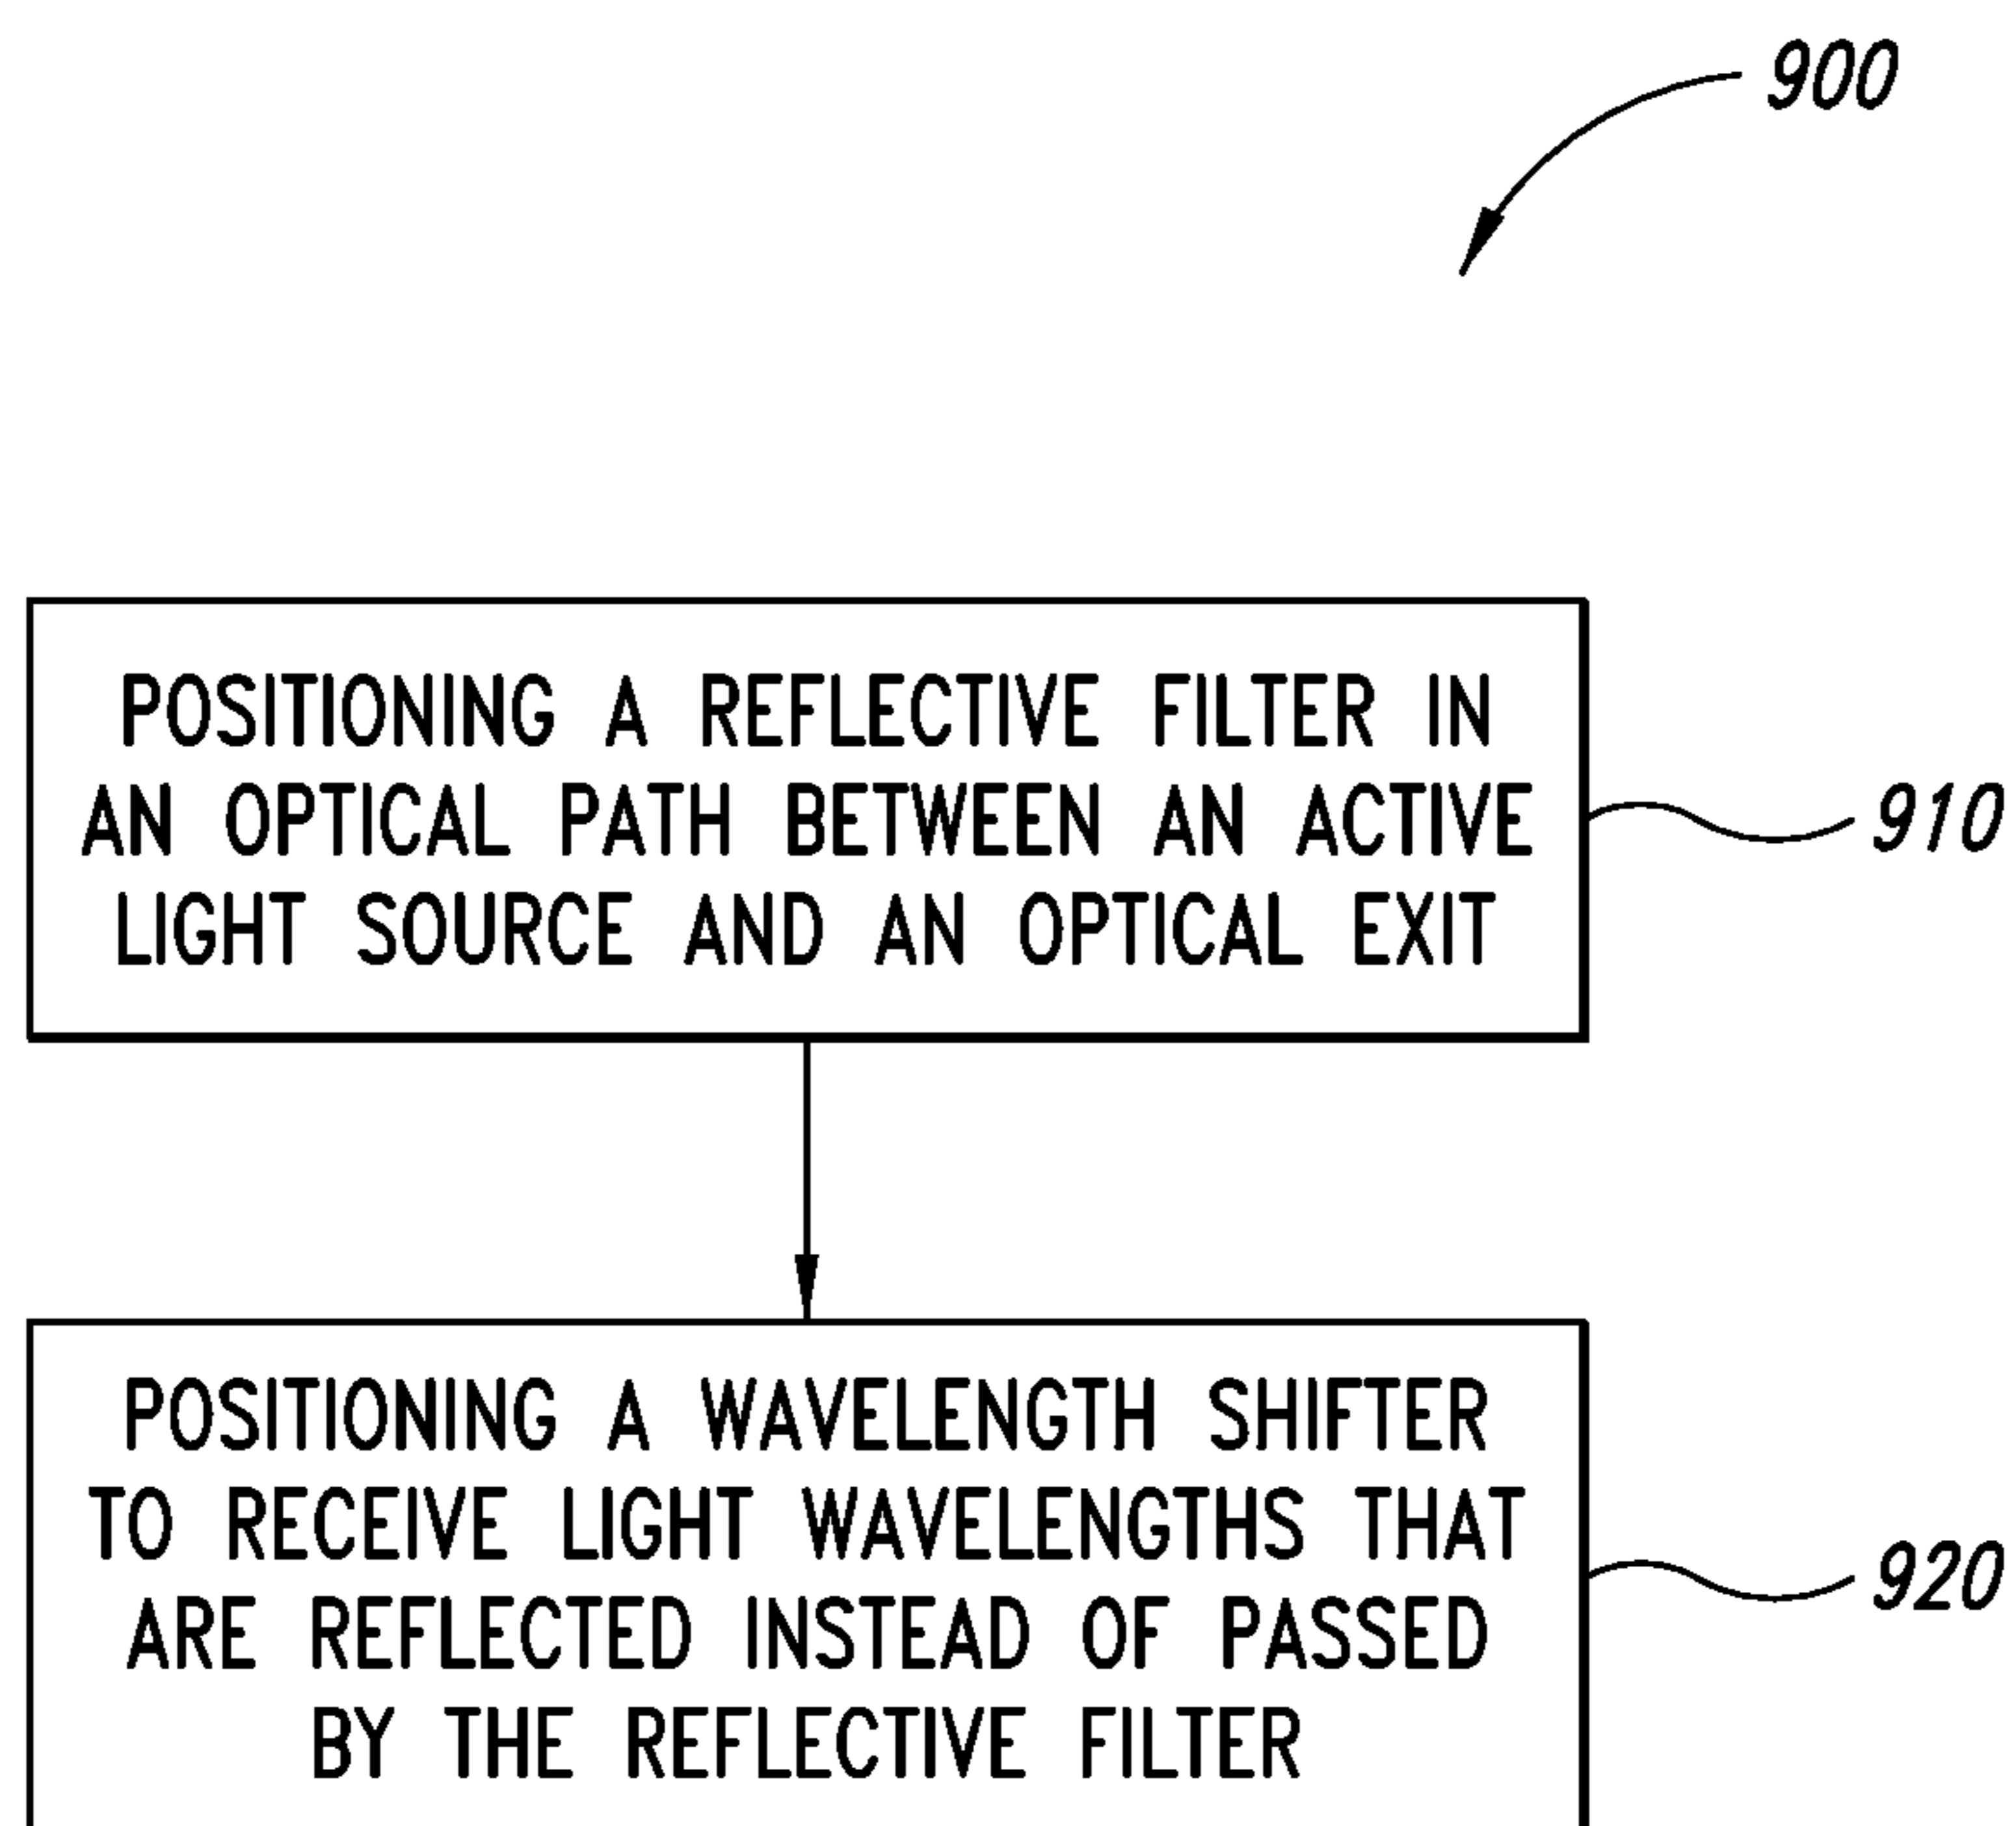 900
POSITIONING A REFLECTIVE FILTER IN
AN OPTICAL PATH BETWEEN AN ACTIVE
LIGHT SOURCE AND AN OPTICAL EXIT
910
POSITIONING A WAVELENGTH SHIFTER
TO RECEIVE LIGHT WAVELENGTHS THAT
ARE REFLECTED INSTEAD OF PASSED
BY THE REFLECTIVE FILTER
920